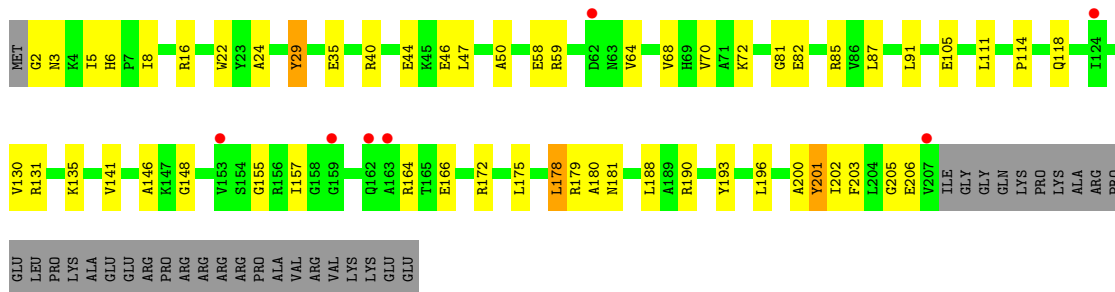 MET G2 N3 K4 I5 H6 P7 I8 R16 W22 Y23 A24 Y29 E35 R40 E44 K45 E46 L47 A50 E58 R59 D62 N63 V64 V68 H69 V70 A71 K72 G81 E82 R85 V86 L87 L91 E105 L111 P114 Q118 I124
V130 R131 K135 V141 A146 K147 G148 V153 S154 G155 R156 I157 G158 G159 Q162 A163 R164 T165 E166 R172 L175 L178 R179 A180 N181 L188 A189 R190 Y193 L196 A200 Y201 I202 F203 L204 G205 E206 V207 ILE GLY GLY GLN LYS PRO LYS ALA ARG PRO
GLU LEU PRO LYS ALA GLU GLU ARG PRO ARG ARG ARG ARG PRO ALA VAL ARG VAL LYS LYS GLU GLU